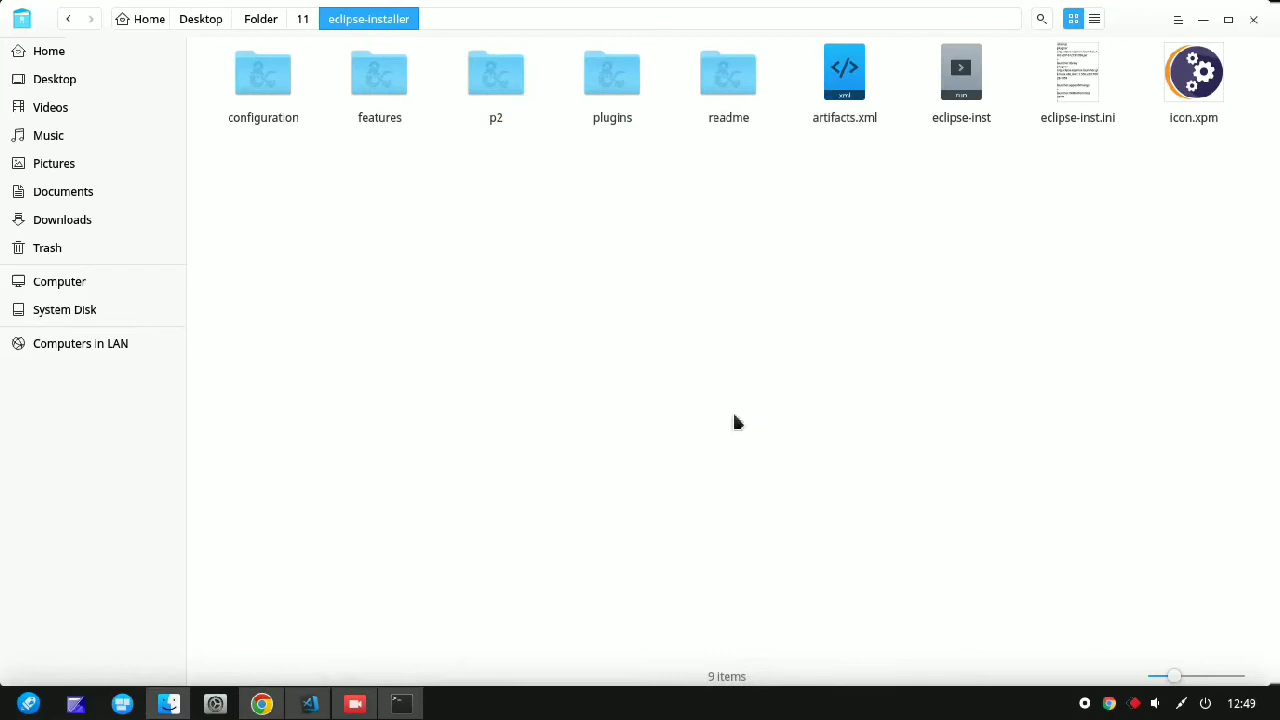 Home
Desktop
Folder
11
eclipse-installer
Home
Desktop
Videos
Music
Pictures
Documents
Downloads
Trash
Computer
System Disk
Computers in LAN
configuration
features
p2
plugins
readme
xml
artifacts.xml
run
eclipse-inst
eclipse-inst.ini
icon.xpm
9 items
12:49